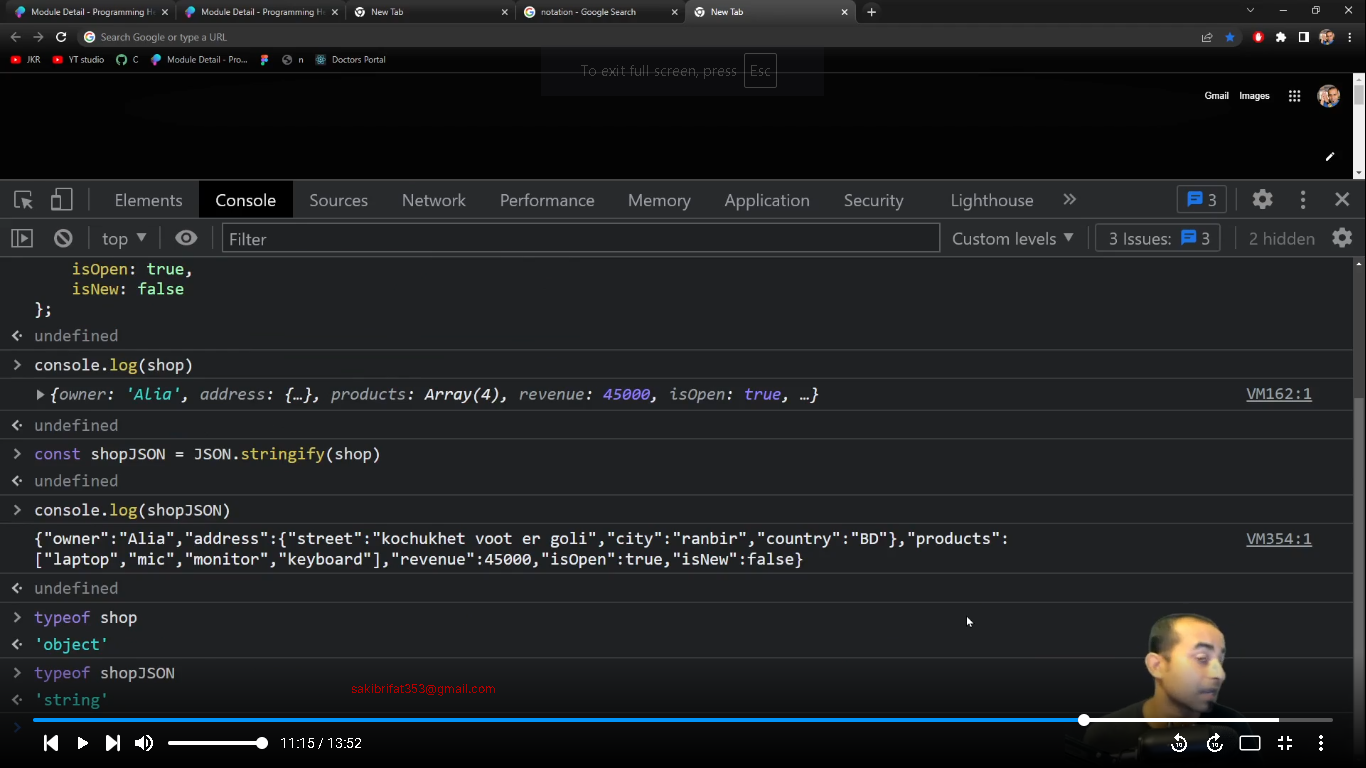 Module Detail - Programming He
Module Detail - Programming He
New Tab
notation - Google Search
New Tab
Search Google or type a URL
JKR
YT studio
C
Module Detail - Pro...
n
Doctors Portal
To exit full screen, press Esc
Gmail Images
Elements Console Sources Network Performance Memory Application Security Lighthouse 3
top Filter Custom levels 3 Issues: 3 2 hidden
isOpen: true,
isNew: false
};
undefined
console.log(shop)
{owner: 'Alia', address: {…}, products: Array(4), revenue: 45000, isOpen: true, …} VM162:1
undefined
const shopJSON = JSON.stringify(shop)
undefined
console.log(shopJSON)
{"owner":"Alia","address":{"street":"kochukhet voot er goli","city":"ranbir","country":"BD"},"products": VM354:1
["laptop","mic","monitor","keyboard"],"revenue":45000,"isOpen":true,"isNew":false}
undefined
typeof shop
'object'
typeof shopJSON
sakibrifat353@gmail.com
'string'
11:15 / 13:52
10 10